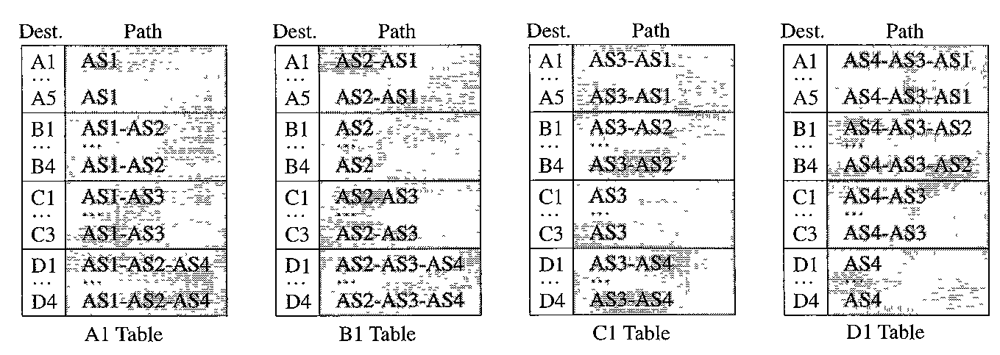 Dest. Path Dest. Path Dest. Path Dest. Path
A1 AS1 A1 AS2-AS1 A1 AS3-AS1 A1 AS4-AS3-AS1
... ... ... ...
A5 AS1 A5 AS2-AS1 A5 AS3-AS1 A5 AS4-AS3-AS1
B1 AS1-AS2 B1 AS2 B1 AS3-AS2 B1 AS4-AS3-AS2
... ... ... ... ... ... ... ...
B4 AS1-AS2 B4 AS2 B4 AS3-AS2 B4 AS4-AS3-AS2
C1 AS1-AS3 C1 AS2-AS3 C1 AS3 C1 AS4-AS3
... ... ... ... ... ... ... ...
C3 AS1-AS3 C3 AS2-AS3 C3 AS3 C3 AS4-AS3
D1 AS1-AS2-AS4 D1 AS2-AS3-AS4 D1 AS3-AS4 D1 AS4
... ... ... ... ... ... ... ...
D4 AS1-AS2-AS4 D4 AS2-AS3-AS4 D4 AS3-AS4 D4 AS4
A1 Table B1 Table C1 Table D1 Table